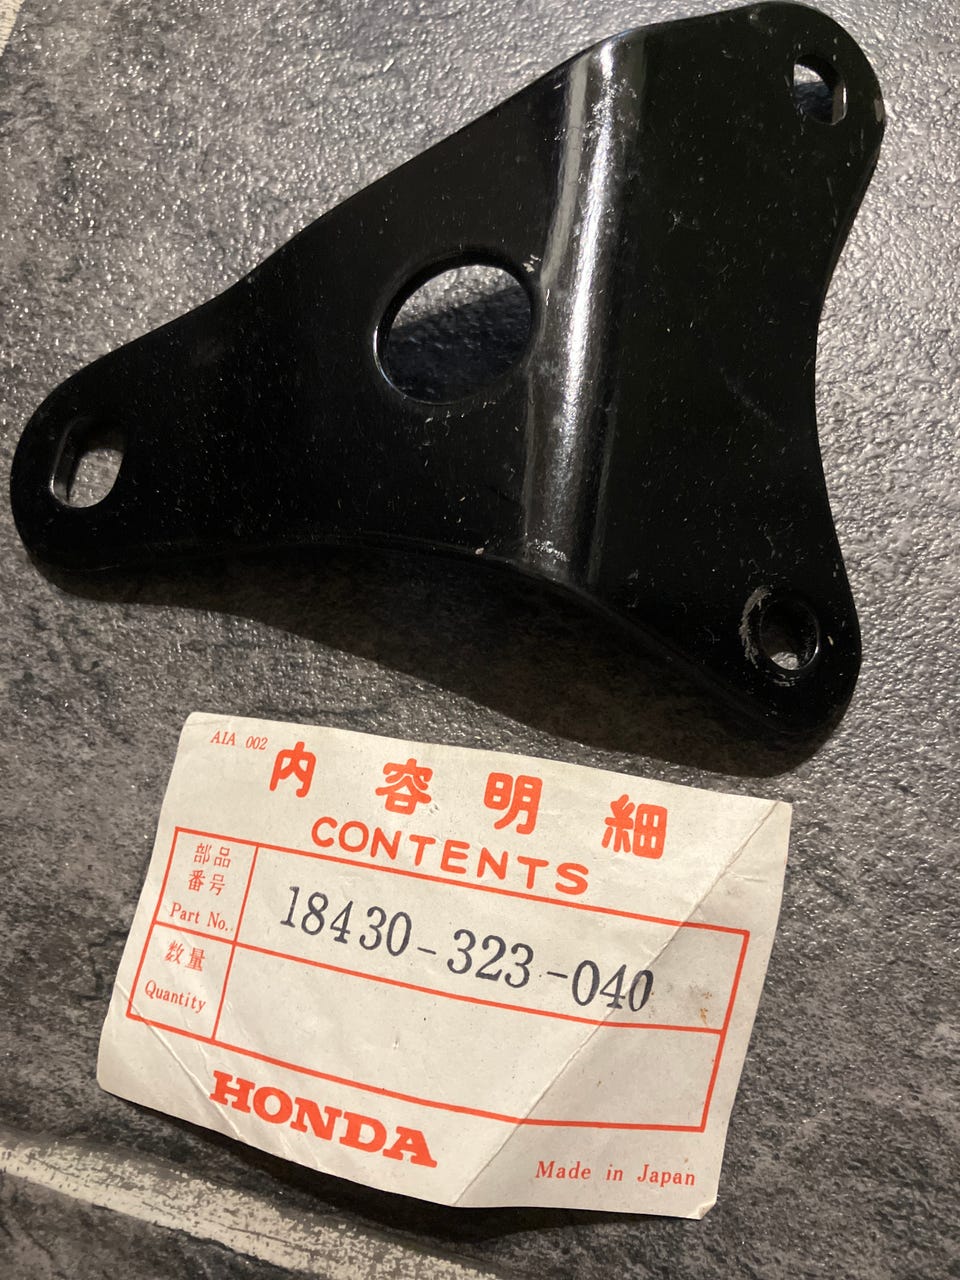 A1A 002
内容明細
CONTENTS
部品
番号
Part No.
18430-323-040
数量
Quantity
HONDA
Made in Japan